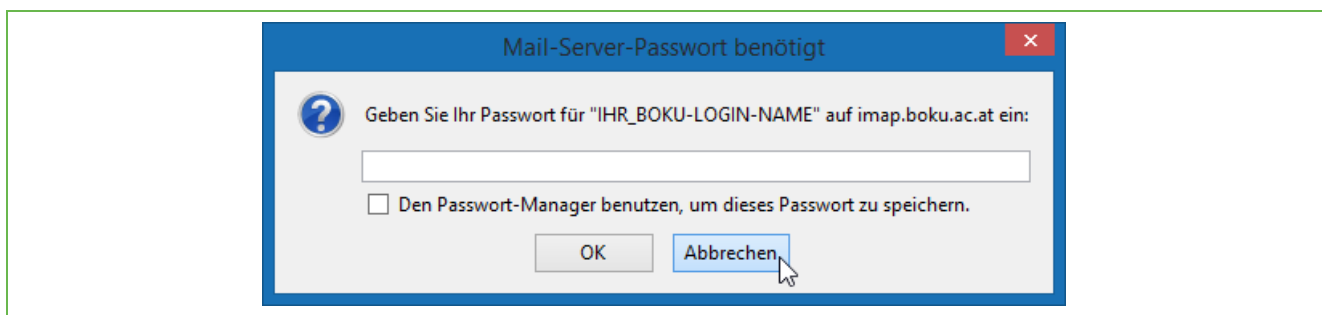 Mail-Server-Passwort benötigt
Geben Sie Ihr Passwort für "IHR_BOKU-LOGIN-NAME" auf imap.boku.ac.at ein:
Den Passwort-Manager benutzen, um dieses Passwort zu speichern.
OK Abbrechen